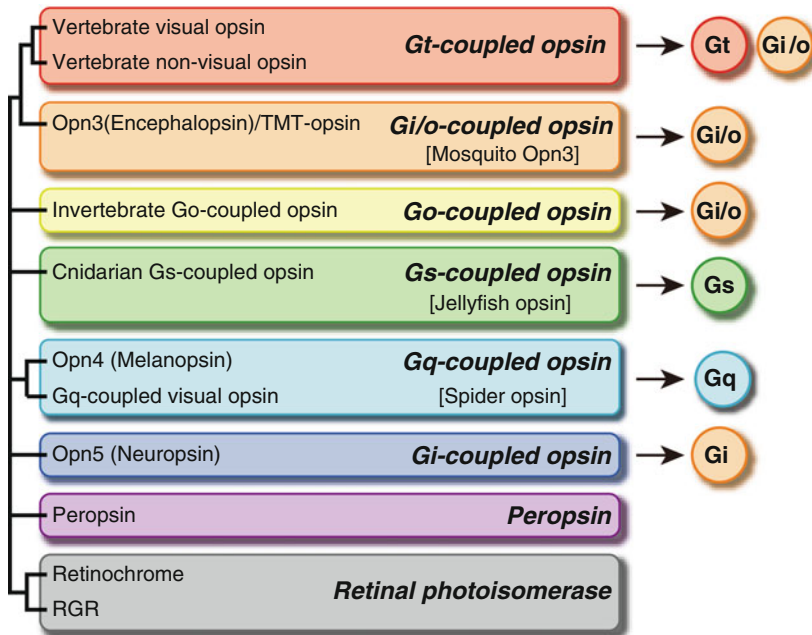 Vertebrate visual opsin
Vertebrate non-visual opsin
Gt-coupled opsin
Gt
Gi/o
Opn3(Encephalopsin)/TMT-opsin
Gi/o-coupled opsin
[Mosquito Opn3]
Gi/o
Invertebrate Go-coupled opsin
Go-coupled opsin
Gi/o
Cnidarian Gs-coupled opsin
Gs-coupled opsin
[Jellyfish opsin]
Gs
Opn4 (Melanopsin)
Gq-coupled visual opsin
Gq-coupled opsin
[Spider opsin]
Gq
Opn5 (Neuropsin)
Gi-coupled opsin
Gi
Peropsin
Peropsin
Retinochrome
RGR
Retinal photoisomerase